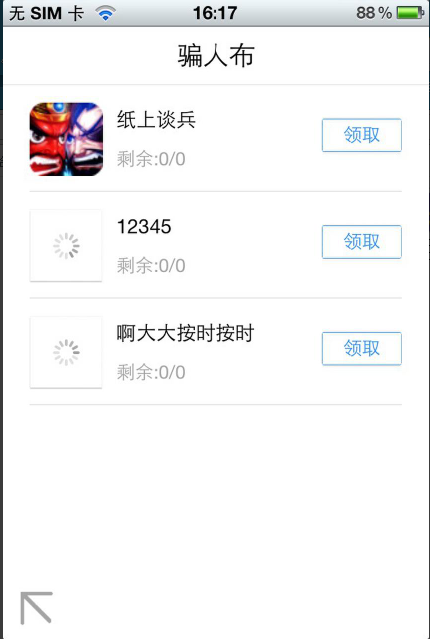 无 SIM 卡 16:17 88%
骗人布
纸上谈兵
剩余:0/0
领取
12345
剩余:0/0
领取
啊大大按时按时
剩余:0/0
领取